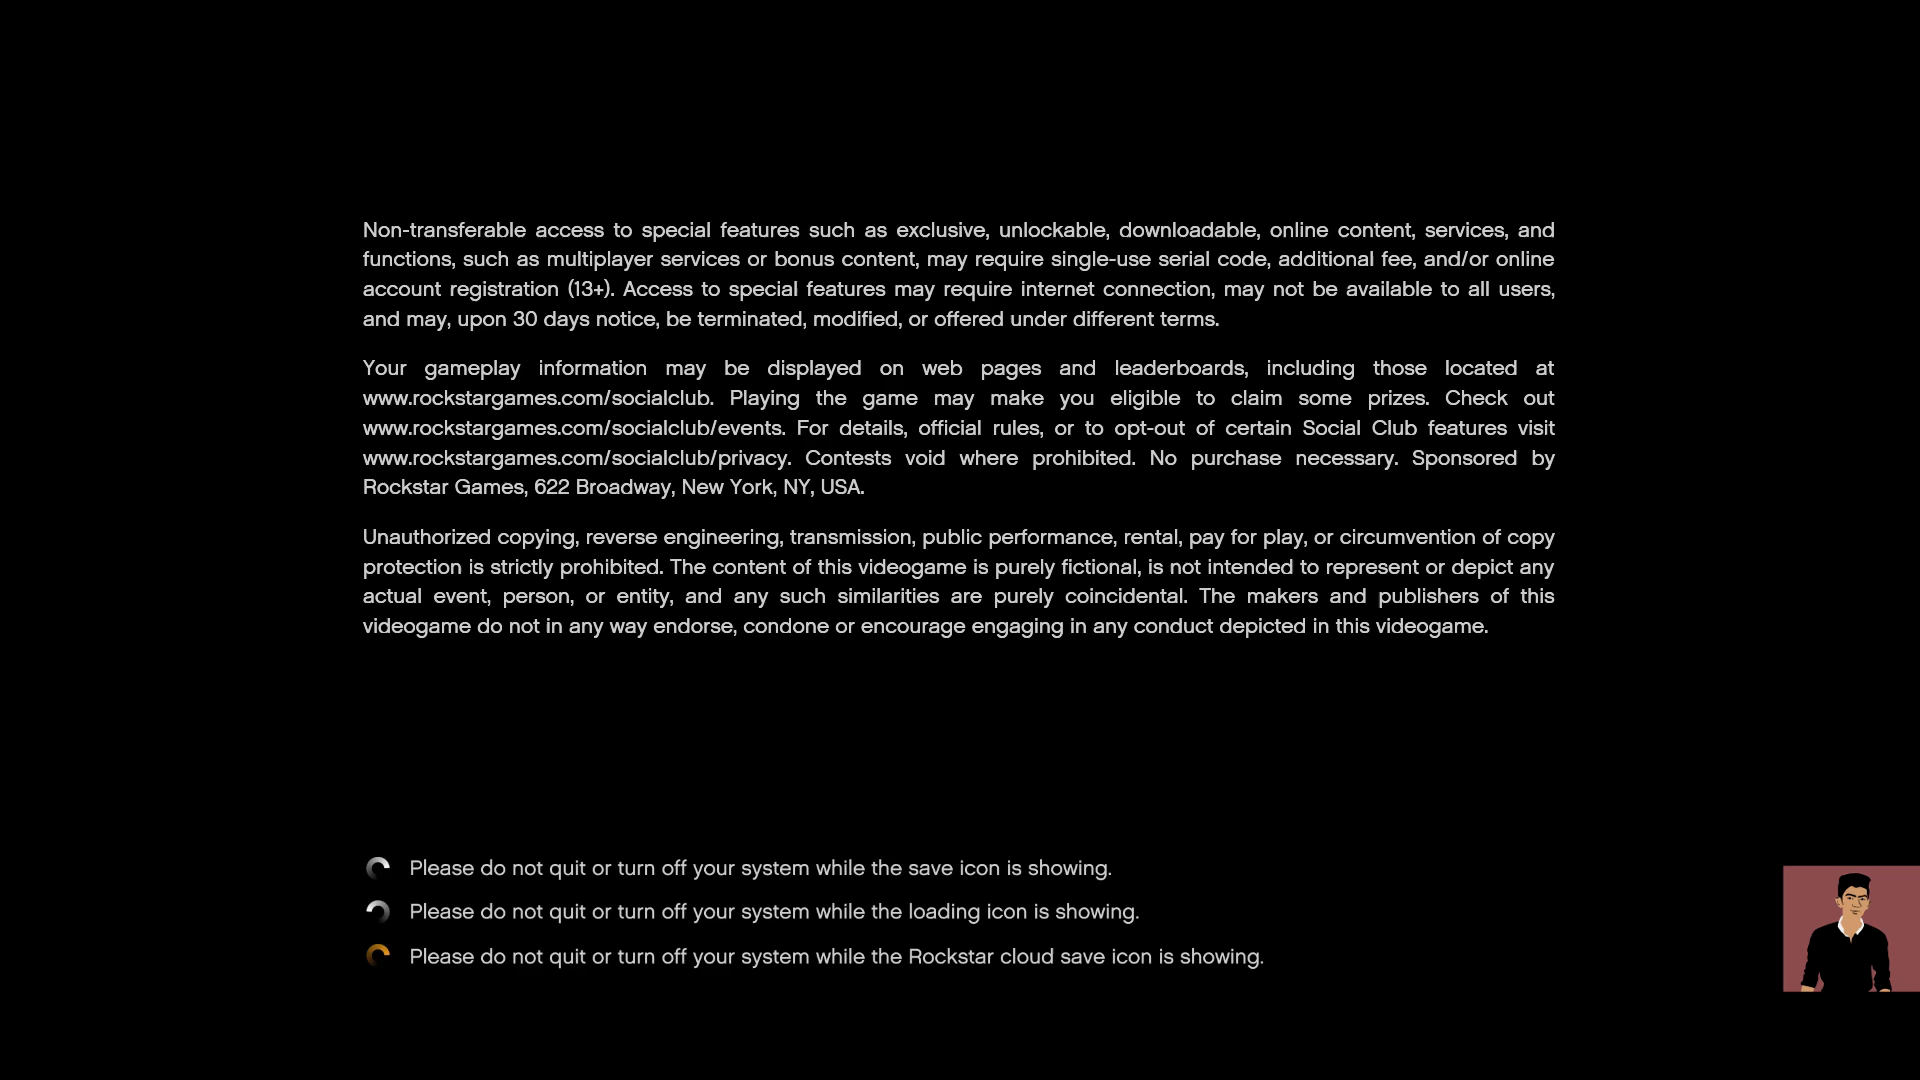 Non-transferable access to special features such as exclusive, unlockable, downloadable, online content, services, and
functions, such as multiplayer services or bonus content, may require single-use serial code, additional fee, and/or online
account registration (13+). Access to special features may require internet connection, may not be available to all users,
and may, upon 30 days notice, be terminated, modified, or offered under different terms.
Your gameplay information may be displayed on web pages and leaderboards, including those located at
www.rockstargames.com/socialclub. Playing the game may make you eligible to claim some prizes. Check out
www.rockstargames.com/socialclub/events. For details, official rules, or to opt-out of certain Social Club features visit
www.rockstargames.com/socialclub/privacy. Contests void where prohibited. No purchase necessary. Sponsored by
Rockstar Games, 622 Broadway, New York, NY, USA.
Unauthorized copying, reverse engineering, transmission, public performance, rental, pay for play, or circumvention of copy
protection is strictly prohibited. The content of this videogame is purely fictional, is not intended to represent or depict any
actual event, person, or entity, and any such similarities are purely coincidental. The makers and publishers of this
videogame do not in any way endorse, condone or encourage engaging in any conduct depicted in this videogame.
Please do not quit or turn off your system while the save icon is showing.
Please do not quit or turn off your system while the loading icon is showing.
Please do not quit or turn off your system while the Rockstar cloud save icon is showing.